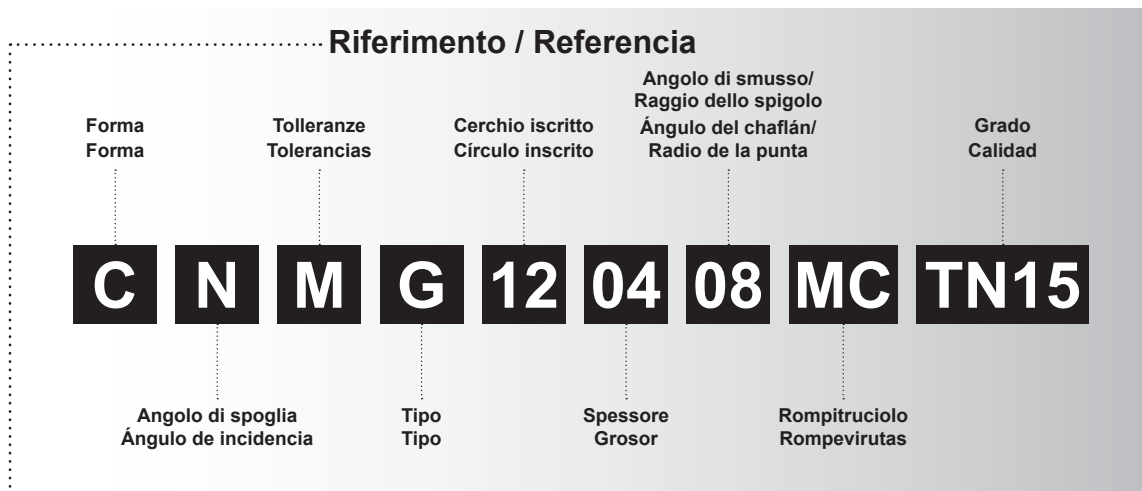 Riferimento / Referencia
Angolo di smusso/
Raggio dello spigolo
Forma Tolleranze Cerchio iscritto Ángulo del chaflán/ Grado
Forma Tolerancias Círculo inscrito Radio de la punta Calidad
C N M G 12 04 08 MC TN15
Angolo di spoglia Tipo Spessore Rompitruciolo
Ángulo de incidencia Tipo Grosor Rompevirutas